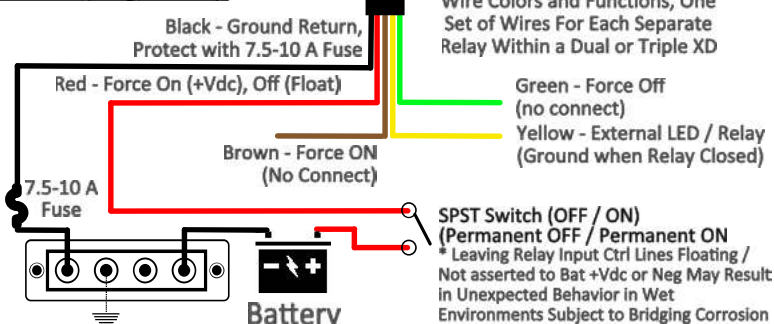 Wire Colors and Functions, One
Set of Wires For Each Separate
Relay Within a Dual or Triple XD
Black - Ground Return,
Protect with 7.5-10 A Fuse
Red - Force On (+Vdc), Off (Float)
Green - Force Off
(no connect)
Yellow - External LED / Relay
(Ground when Relay Closed)
Brown - Force ON
(No Connect)
7.5-10 A
Fuse
SPST Switch (OFF / ON)
(Permanent OFF / Permanent ON
* Leaving Relay Input Ctrl Lines Floating /
Not asserted to Bat +Vdc or Neg May Result
in Unexpected Behavior in Wet
Environments Subject to Bridging Corrosion
Battery